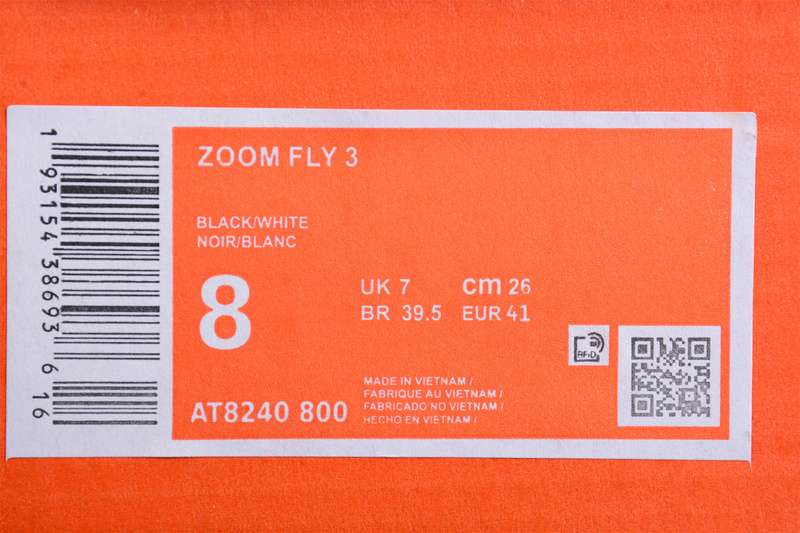 ZOOM FLY 3
BLACK/WHITE
NOIR/BLANC
8
UK 7 cm 26
BR 39.5 EUR 41
AT8240 800
MADE IN VIETNAM /
FABRIQUE AU VIETNAM /
FABRICADO NO VIETNAM /
HECHO EN VIETNAM /
RFID
1 93154 38693 6 16